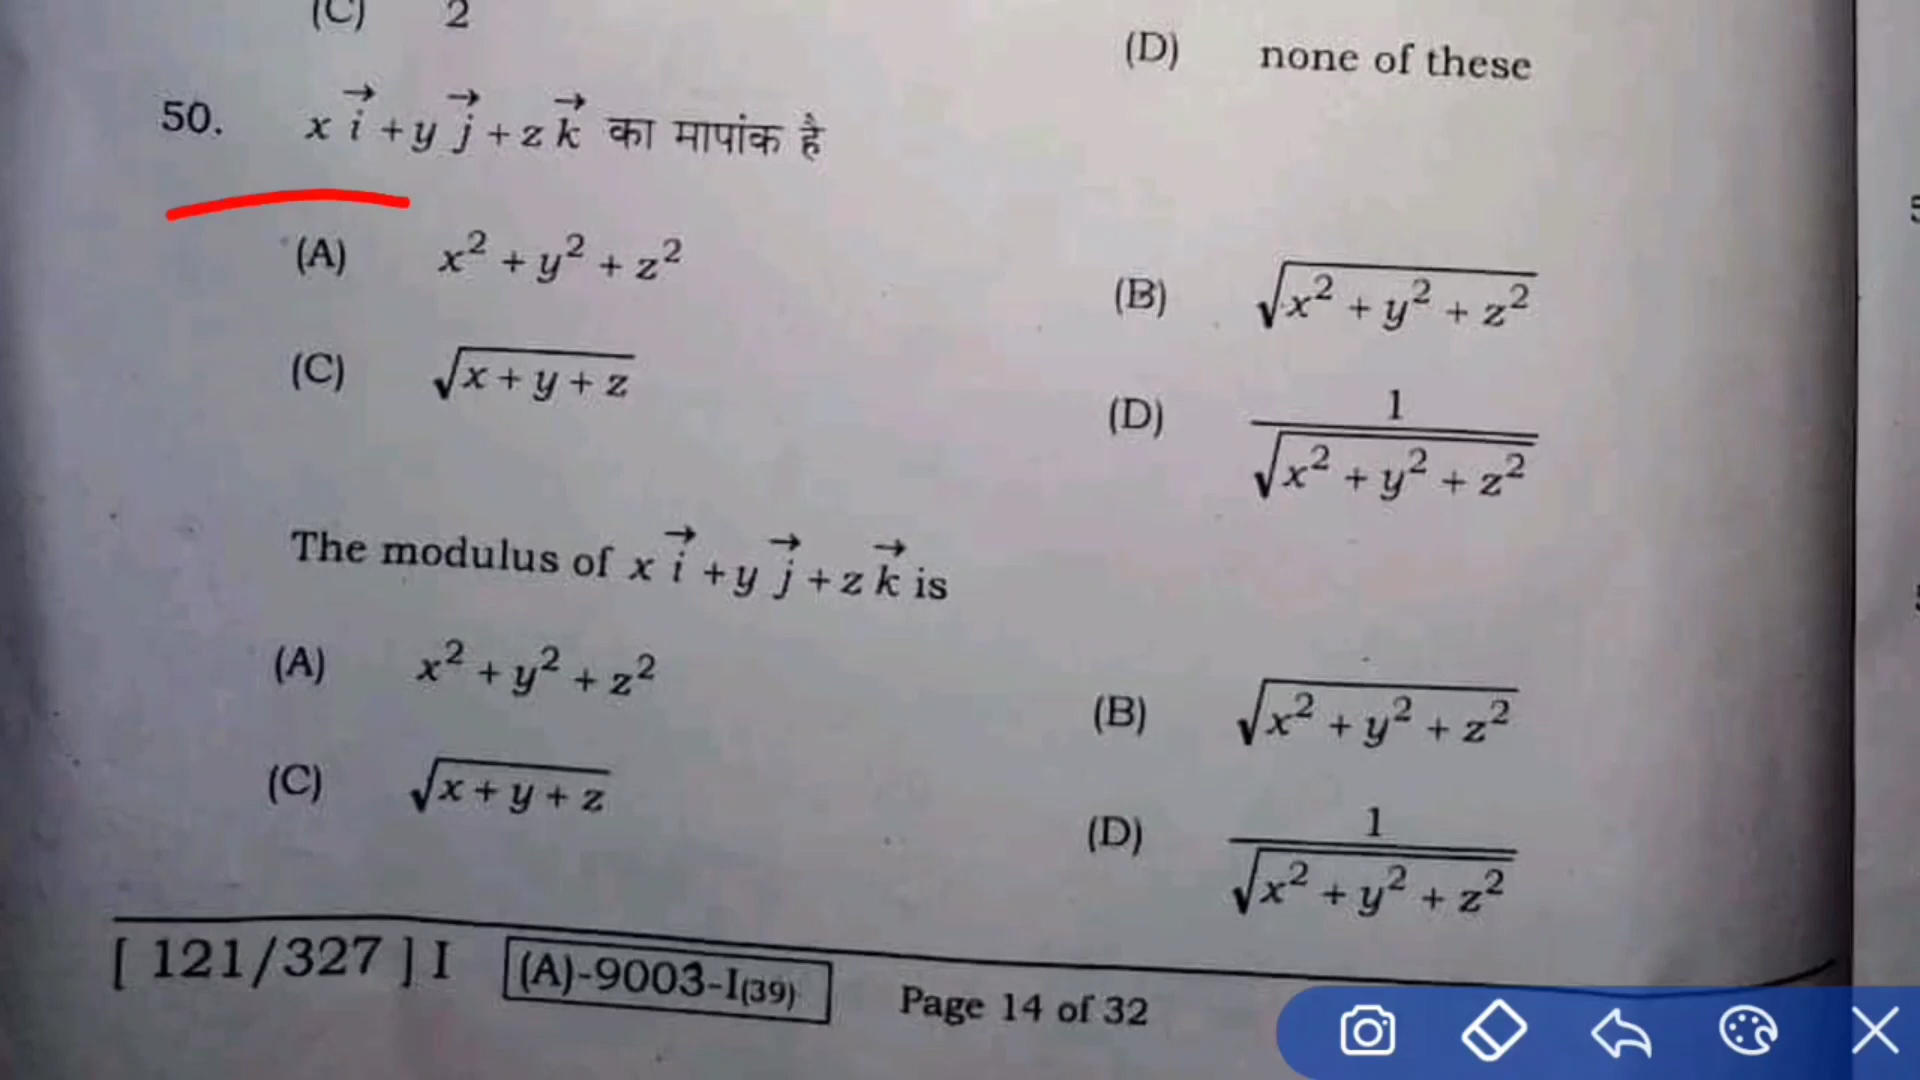 (C) 2
(D) none of these
50. x i⃗ + y j⃗ + z k⃗ का मापांक है
(A) x² + y² + z²
(B) √(x² + y² + z²)
(C) √(x + y + z)
(D) 1/√(x² + y² + z²)
The modulus of x i⃗ + y j⃗ + z k⃗ is
(A) x² + y² + z²
(B) √(x² + y² + z²)
(C) √(x + y + z)
(D) 1/√(x² + y² + z²)
[ 121/327 ] I (A)-9003-I(39) Page 14 of 32